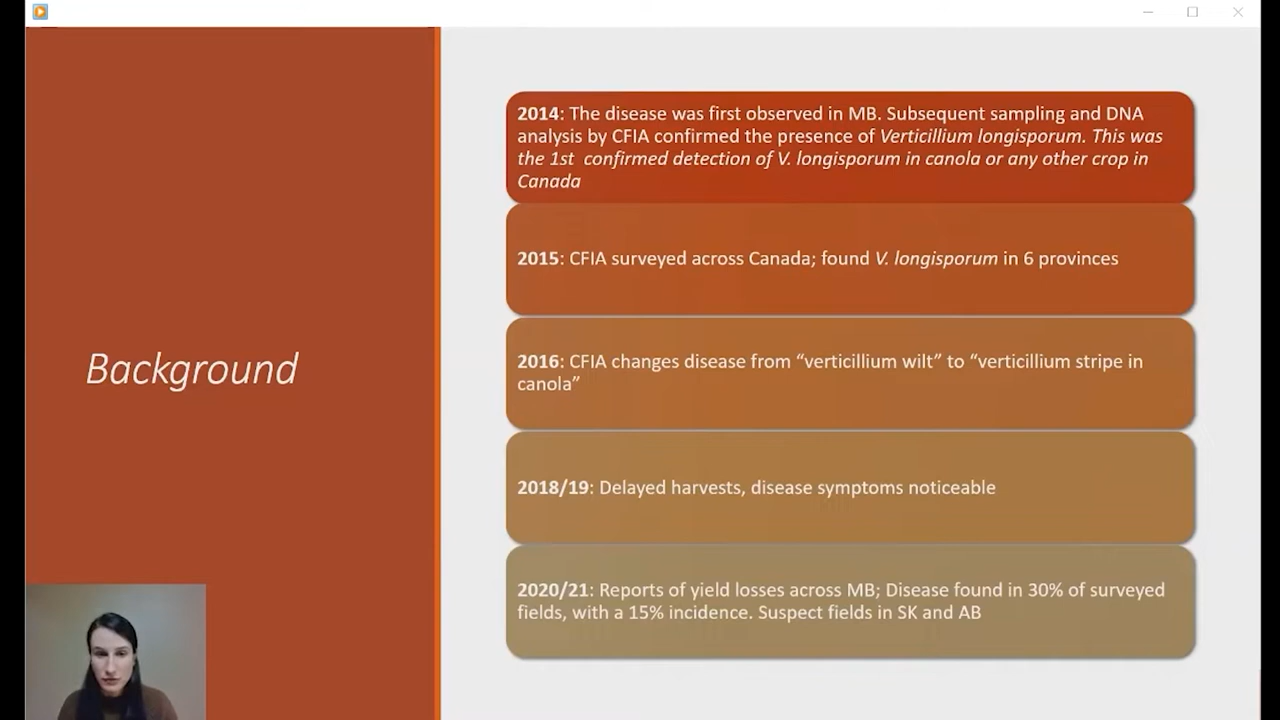 Background
2014: The disease was first observed in MB. Subsequent sampling and DNA
analysis by CFIA confirmed the presence of Verticillium longisporum. This was
the 1st  confirmed detection of V. longisporum in canola or any other crop in
Canada
2015: CFIA surveyed across Canada; found V. longisporum in 6 provinces
2016: CFIA changes disease from “verticillium wilt” to “verticillium stripe in
canola”
2018/19: Delayed harvests, disease symptoms noticeable
2020/21: Reports of yield losses across MB; Disease found in 30% of surveyed
fields, with a 15% incidence. Suspect fields in SK and AB